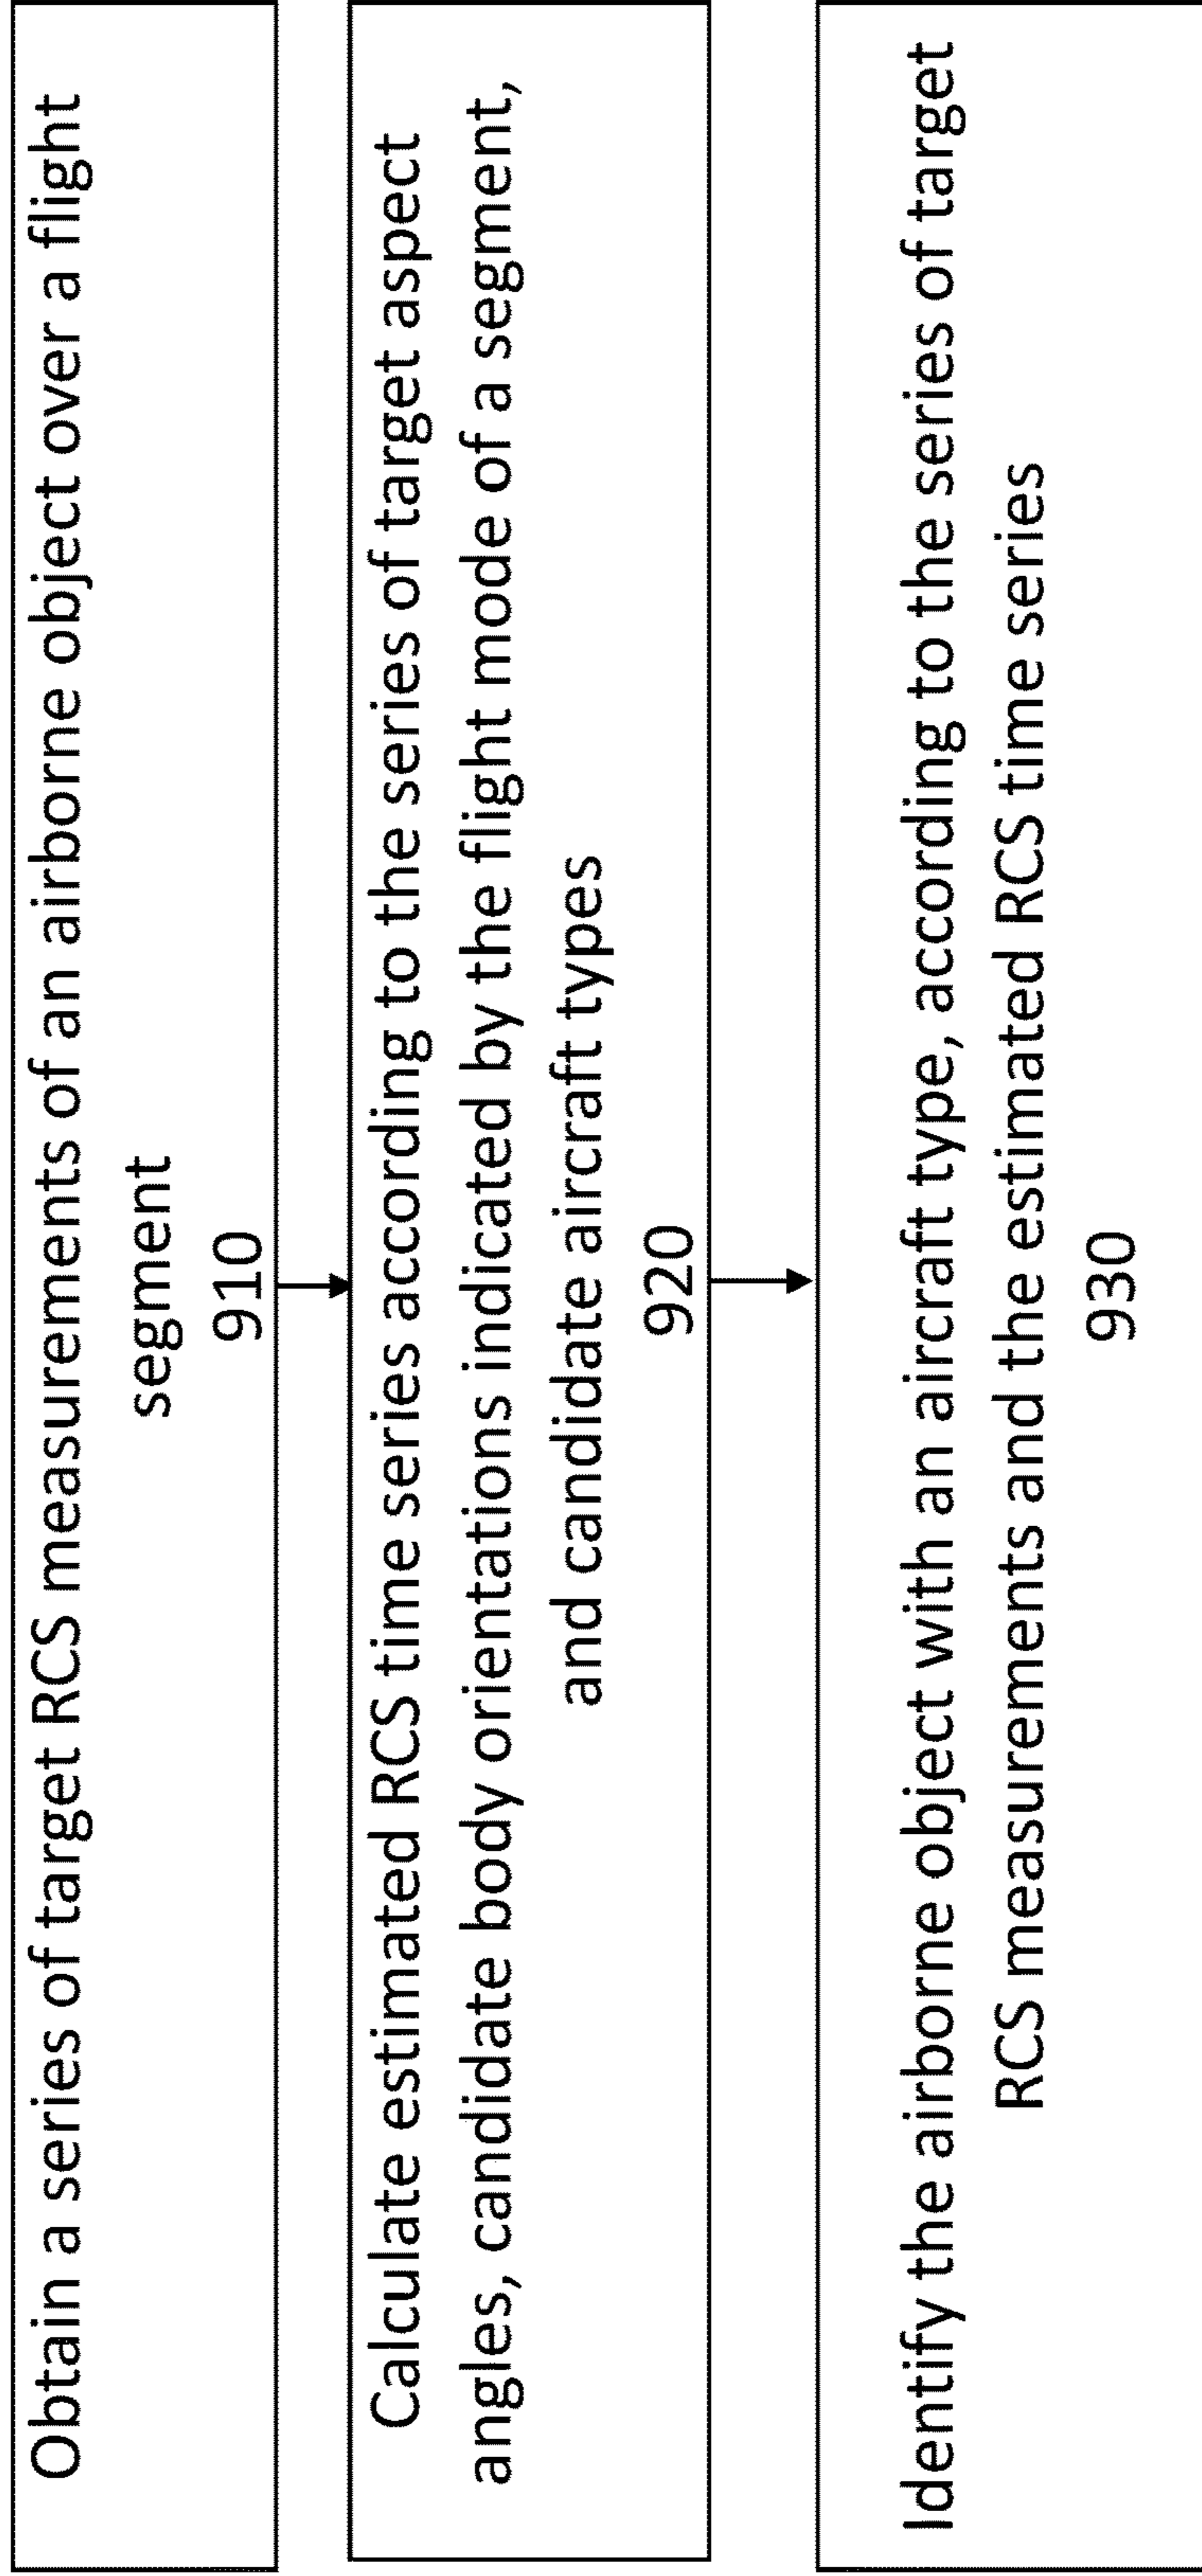 Obtain a series of target RCS measurements of an airborne object over a flight
segment
910
Calculate estimated RCS time series according to the series of target aspect
angles, candidate body orientations indicated by the flight mode of a segment,
and candidate aircraft types
920
Identify the airborne object with an aircraft type, according to the series of target
RCS measurements and the estimated RCS time series
930